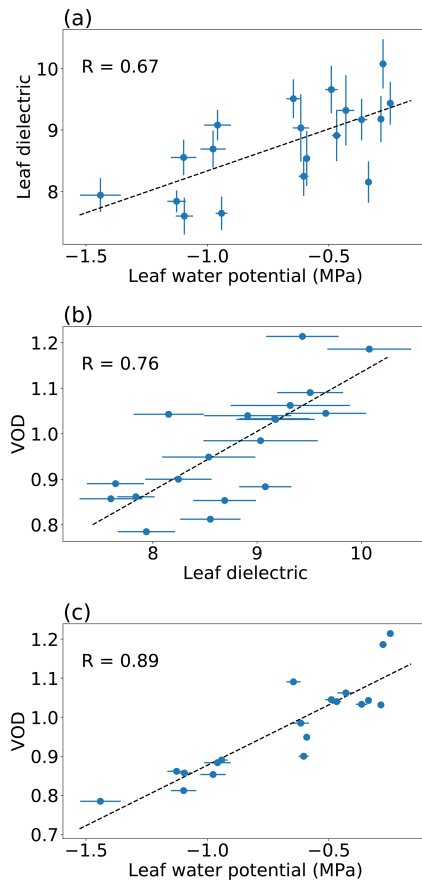 (a)
R = 0.67
10
9
8
Leaf dielectric
−1.5 −1.0 −0.5
Leaf water potential (MPa)
(b)
R = 0.76
1.2
1.1
1.0
0.9
0.8
VOD
8 9 10
Leaf dielectric
(c)
R = 0.89
1.2
1.1
1.0
0.9
0.8
0.7
VOD
−1.5 −1.0 −0.5
Leaf water potential (MPa)